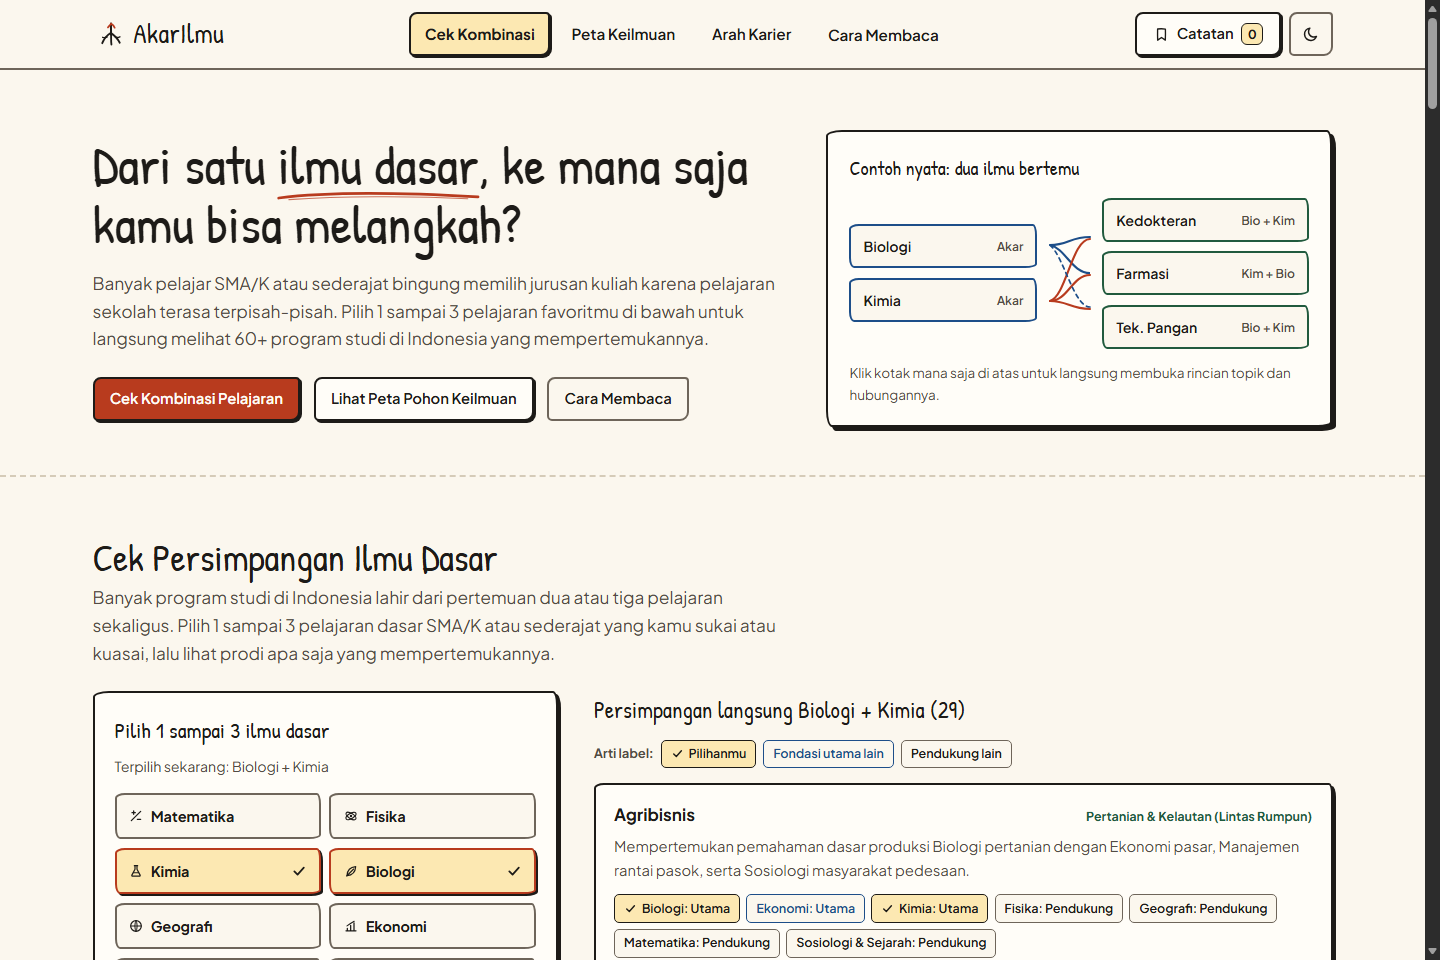 AkarIlmu
Cek Kombinasi
Peta Keilmuan
Arah Karier
Cara Membaca
Catatan 0
Dari satu ilmu dasar, ke mana saja
kamu bisa melangkah?
Banyak pelajar SMA/K atau sederajat bingung memilih jurusan kuliah karena pelajaran
sekolah terasa terpisah-pisah. Pilih 1 sampai 3 pelajaran favoritmu di bawah untuk
langsung melihat 60+ program studi di Indonesia yang mempertemukannya.
Cek Kombinasi Pelajaran
Lihat Peta Pohon Keilmuan
Cara Membaca
Contoh nyata: dua ilmu bertemu
Biologi Akar
Kimia Akar
Kedokteran Bio + Kim
Farmasi Kim + Bio
Tek. Pangan Bio + Kim
Klik kotak mana saja di atas untuk langsung membuka rincian topik dan
hubungannya.
Cek Persimpangan Ilmu Dasar
Banyak program studi di Indonesia lahir dari pertemuan dua atau tiga pelajaran
sekaligus. Pilih 1 sampai 3 pelajaran dasar SMA/K atau sederajat yang kamu sukai atau
kuasai, lalu lihat prodi apa saja yang mempertemukannya.
Pilih 1 sampai 3 ilmu dasar
Terpilih sekarang: Biologi + Kimia
Matematika
Fisika
Kimia
Biologi
Geografi
Ekonomi
Persimpangan langsung Biologi + Kimia (29)
Arti label: Pilihanmu Fondasi utama lain Pendukung lain
Agribisnis
Pertanian & Kelautan (Lintas Rumpun)
Mempertemukan pemahaman dasar produksi Biologi pertanian dengan Ekonomi pasar, Manajemen
rantai pasok, serta Sosiologi masyarakat pedesaan.
Biologi: Utama Ekonomi: Utama Kimia: Utama Fisika: Pendukung Geografi: Pendukung
Matematika: Pendukung Sosiologi & Sejarah: Pendukung